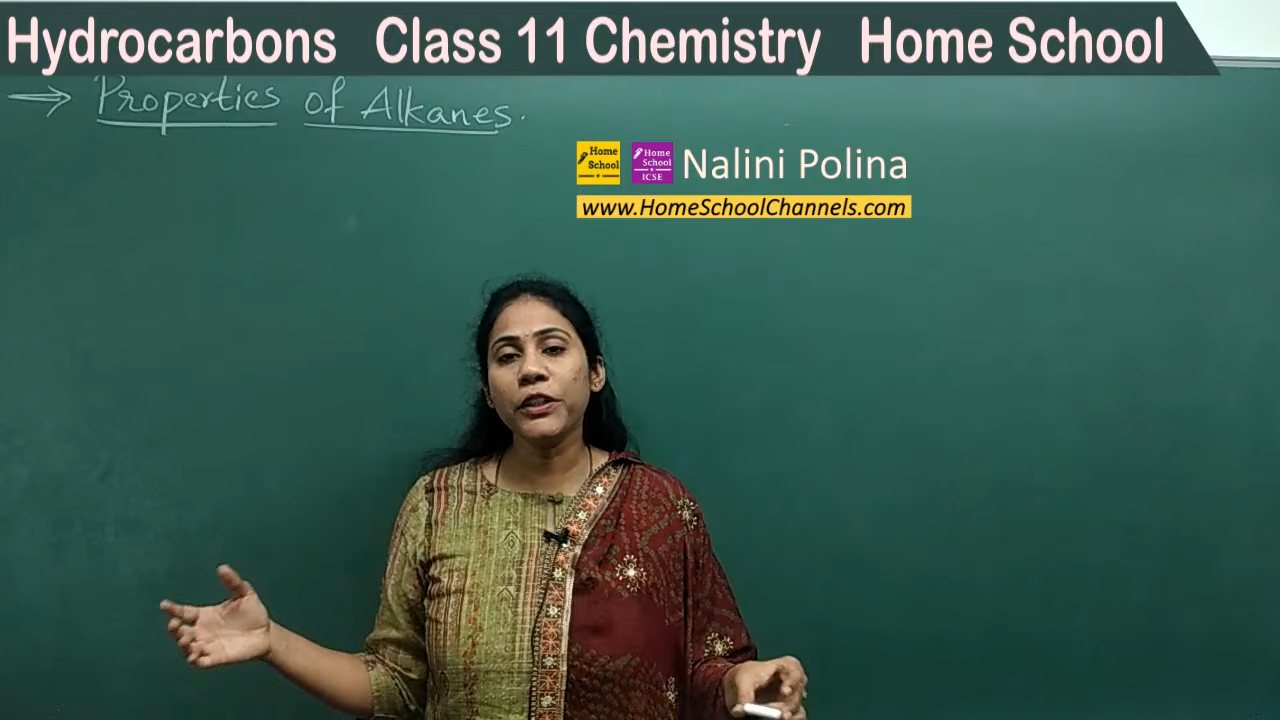 Hydrocarbons Class 11 Chemistry Home School
→ Properties of Alkanes.
Home School
Home School ICSE
Nalini Polina
www.HomeSchoolChannels.com